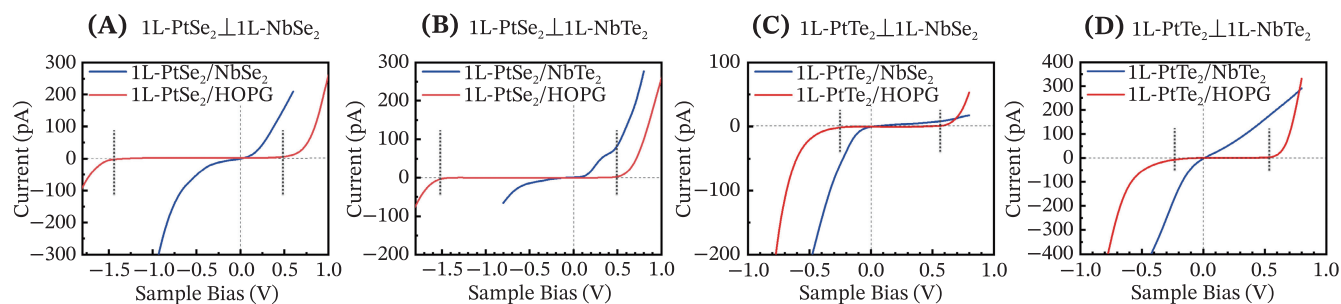 (A) 1L-PtSe₂⊥1L-NbSe₂
Current (pA)
300
200
100
0
−100
−200
−300
1L-PtSe₂/NbSe₂
1L-PtSe₂/HOPG
−1.5 −1.0 −0.5 0.0 0.5 1.0
Sample Bias (V)
(B) 1L-PtSe₂⊥1L-NbTe₂
Current (pA)
300
200
100
0
−100
−200
1L-PtSe₂/NbTe₂
1L-PtSe₂/HOPG
−1.5 −1.0 −0.5 0.0 0.5 1.0
Sample Bias (V)
(C) 1L-PtTe₂⊥1L-NbSe₂
Current (pA)
100
0
−100
−200
1L-PtTe₂/NbSe₂
1L-PtTe₂/HOPG
−1.0 −0.5 0.0 0.5 1.0
Sample Bias (V)
(D) 1L-PtTe₂⊥1L-NbTe₂
Current (pA)
400
300
200
100
0
−100
−200
−300
−400
1L-PtTe₂/NbTe₂
1L-PtTe₂/HOPG
−1.0 −0.5 0.0 0.5 1.0
Sample Bias (V)